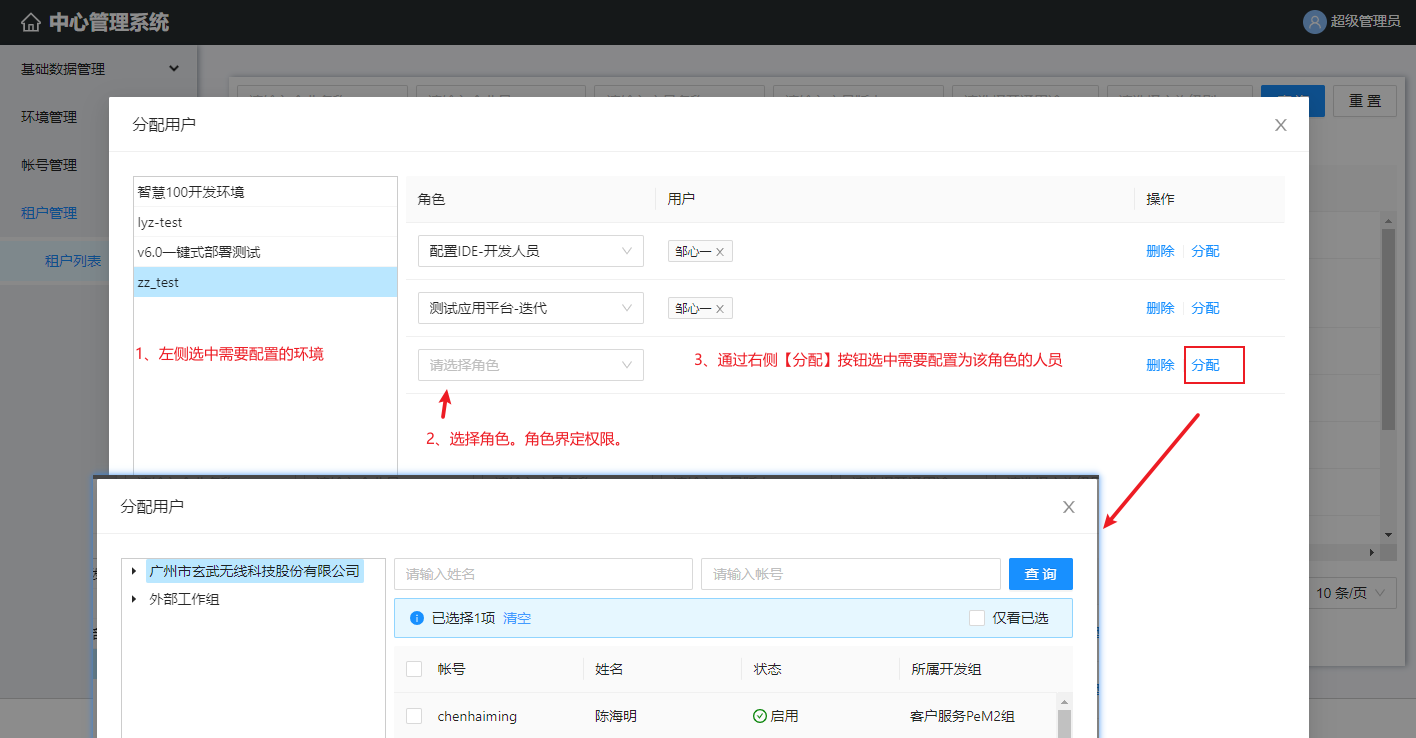 中心管理系统
超级管理员
基础数据管理
环境管理
帐号管理
租户管理
租户列表
重 置
分配用户
智慧100开发环境
lyz-test
v6.0一键式部署测试
zz_test
1、左侧选中需要配置的环境
角色
用户
操作
配置IDE-开发人员
邹心一 X
删除
分配
测试应用平台-迭代
邹心一 X
删除
分配
请选择角色
3、通过右侧【分配】按钮选中需要配置为该角色的人员
删除
分配
2、选择角色。角色界定权限。
10 条/页
分配用户
广州市玄武无线科技股份有限公司
外部工作组
请输入姓名
请输入帐号
查 询
已选择1项 清空
仅看已选
帐号
姓名
状态
所属开发组
chenhaiming
陈海明
启用
客户服务PeM2组